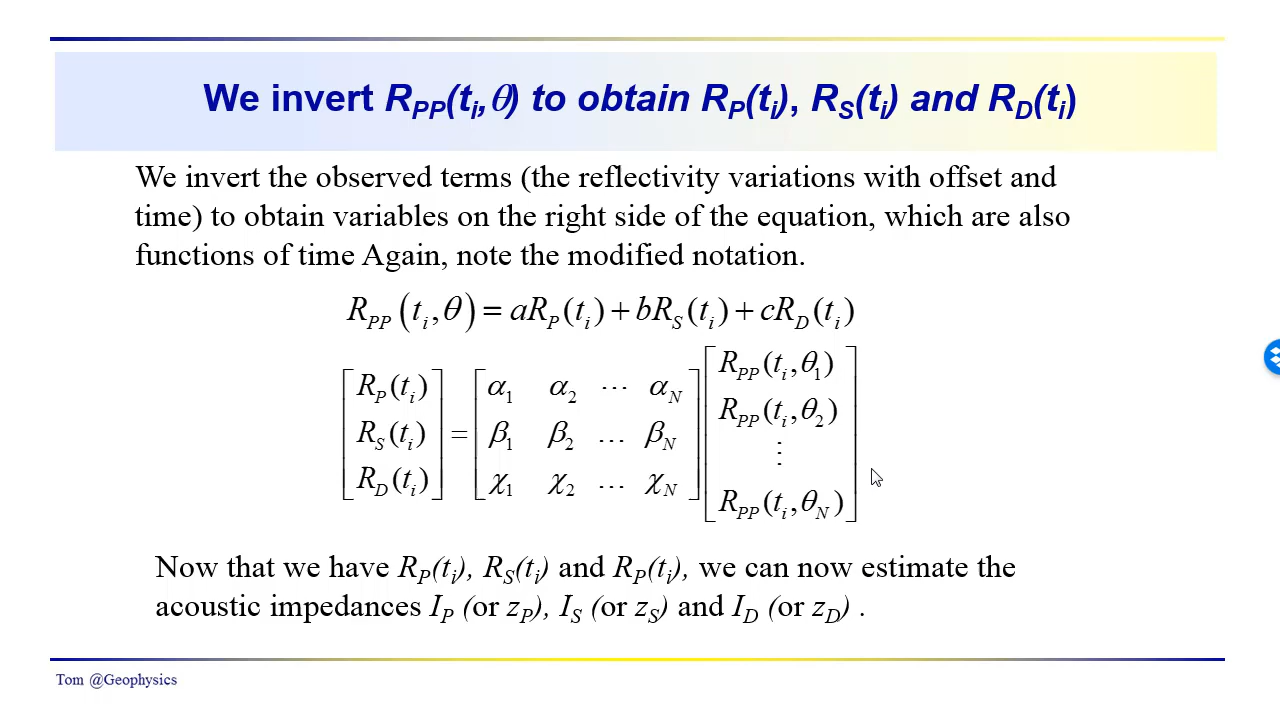 We invert R_PP(t_i,θ) to obtain R_P(t_i), R_S(t_i) and R_D(t_i)
We invert the observed terms (the reflectivity variations with offset and
time) to obtain variables on the right side of the equation, which are also
functions of time Again, note the modified notation.
R_PP (t_i,θ) = aR_P(t_i) + bR_S(t_i) + cR_D(t_i)
[R_P(t_i) R_S(t_i) R_D(t_i)] = [α_1 α_2 ⋯ α_N β_1 β_2 … β_N χ_1 χ_2 … χ_N] [R_PP(t_i,θ_1) R_PP(t_i,θ_2) ⋮ R_PP(t_i,θ_N)]
Now that we have R_P(t_i), R_S(t_i) and R_P(t_i), we can now estimate the
acoustic impedances I_P (or z_P), I_S (or z_S) and I_D (or z_D) .
Tom @Geophysics